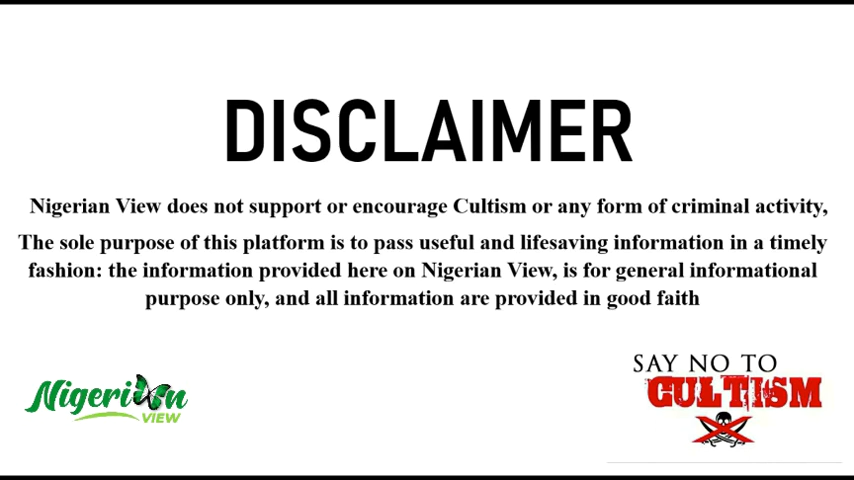 DISCLAIMER
Nigerian View does not support or encourage Cultism or any form of criminal activity,
The sole purpose of this platform is to pass useful and lifesaving information in a timely
fashion: the information provided here on Nigerian View, is for general informational
purpose only, and all information are provided in good faith
Nigerian
VIEW
SAY NO TO
CULTISM